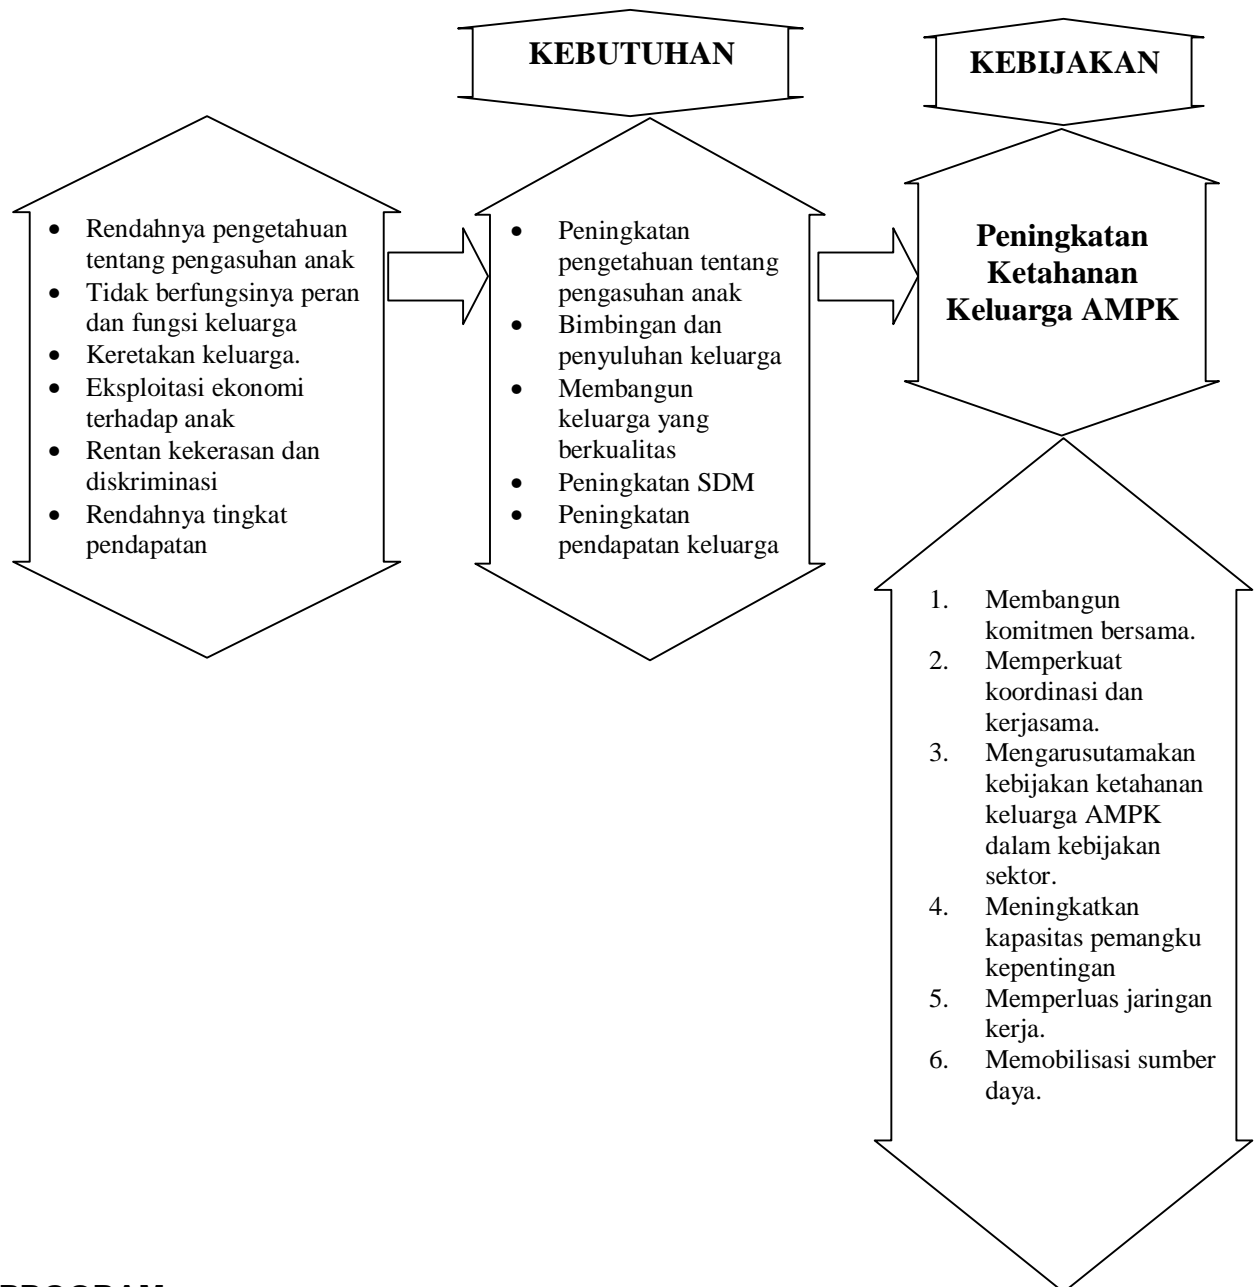 KEBUTUHAN
KEBIJAKAN
• Rendahnya pengetahuan
tentang pengasuhan anak
• Tidak berfungsinya peran
dan fungsi keluarga
• Keretakan keluarga.
• Eksploitasi ekonomi
terhadap anak
• Rentan kekerasan dan
diskriminasi
• Rendahnya tingkat
pendapatan
• Peningkatan
pengetahuan tentang
pengasuhan anak
• Bimbingan dan
penyuluhan keluarga
• Membangun
keluarga yang
berkualitas
• Peningkatan SDM
• Peningkatan
pendapatan keluarga
Peningkatan
Ketahanan
Keluarga AMPK
1. Membangun
komitmen bersama.
2. Memperkuat
koordinasi dan
kerjasama.
3. Mengarusutamakan
kebijakan ketahanan
keluarga AMPK
dalam kebijakan
sektor.
4. Meningkatkan
kapasitas pemangku
kepentingan
5. Memperluas jaringan
kerja.
6. Memobilisasi sumber
daya.
PROGRAM